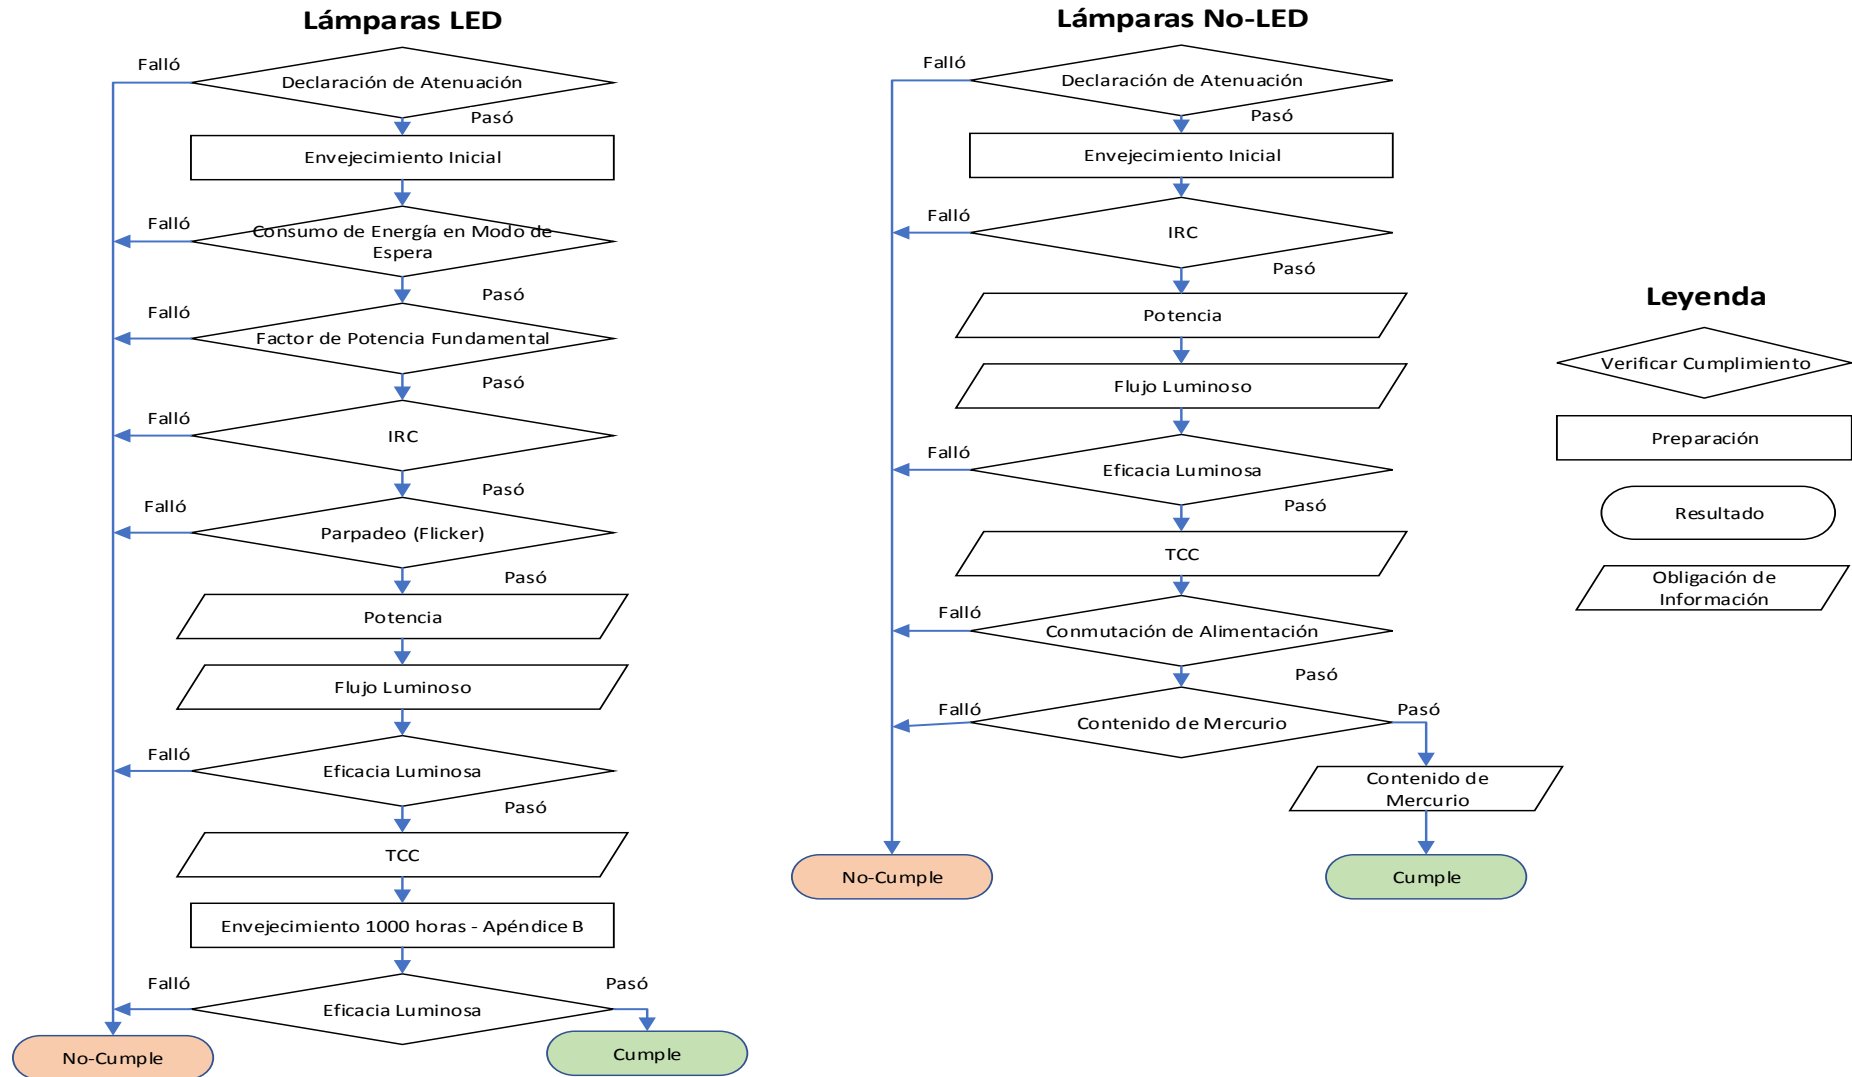 Lámparas LED
Falló
Declaración de Atenuación
Pasó
Envejecimiento Inicial
Falló
Consumo de Energía en Modo de
Espera
Pasó
Falló
Factor de Potencia Fundamental
Pasó
Falló
IRC
Pasó
Falló
Parpadeo (Flicker)
Pasó
Potencia
Flujo Luminoso
Falló
Eficacia Luminosa
Pasó
TCC
Envejecimiento 1000 horas - Apéndice B
Falló
Pasó
Eficacia Luminosa
No-Cumple
Cumple
Lámparas No-LED
Falló
Declaración de Atenuación
Pasó
Envejecimiento Inicial
Falló
IRC
Pasó
Potencia
Flujo Luminoso
Falló
Eficacia Luminosa
Pasó
TCC
Falló
Conmutación de Alimentación
Pasó
Falló
Contenido de Mercurio
Pasó
Contenido de
Mercurio
No-Cumple
Cumple
Leyenda
Verificar Cumplimiento
Preparación
Resultado
Obligación de
Información